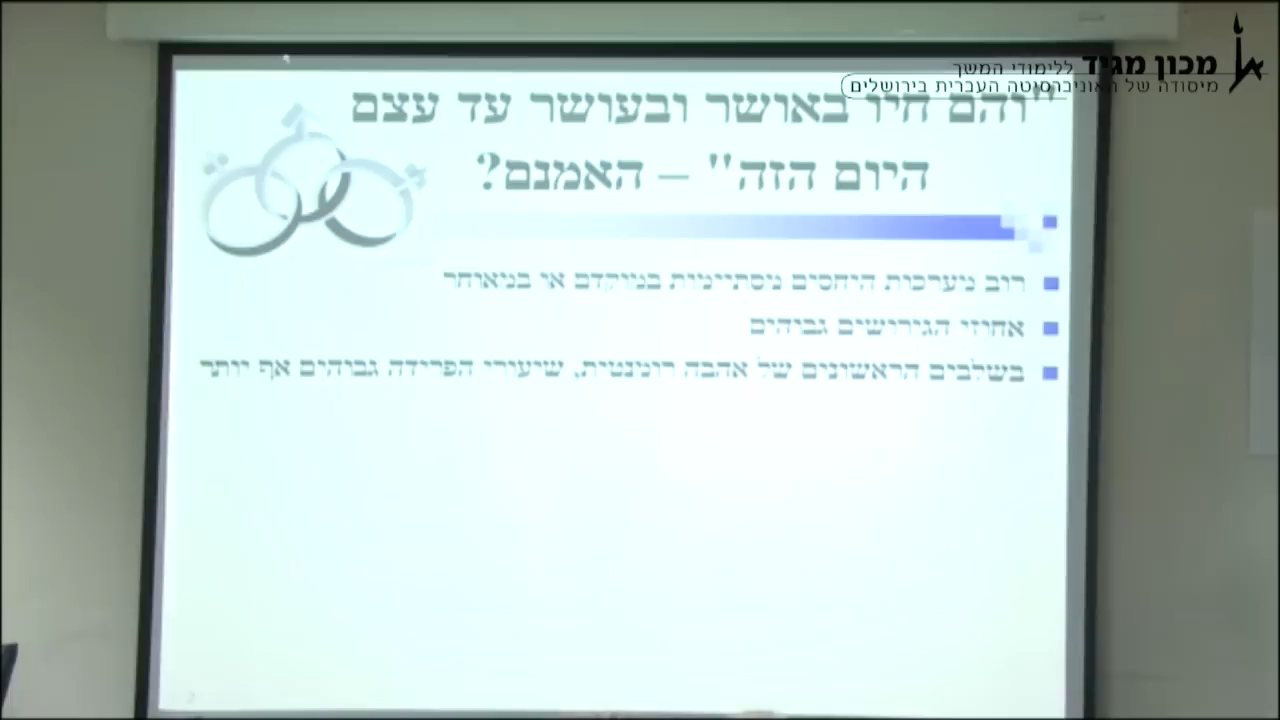 מכון מגיד ללימודי המשך
מיסודה של האוניברסיטה העברית בירושלים
"והם חיו באושר ובעושר עד עצם
היום הזה" – האמנם?
רוב מערכות היחסים מסתיימות במוקדם או במאוחר
אחוזי הגירושים גבוהים
בשלבים הראשונים של אהבה רומנטית, שיעורי הפרידה גבוהים אף יותר
2